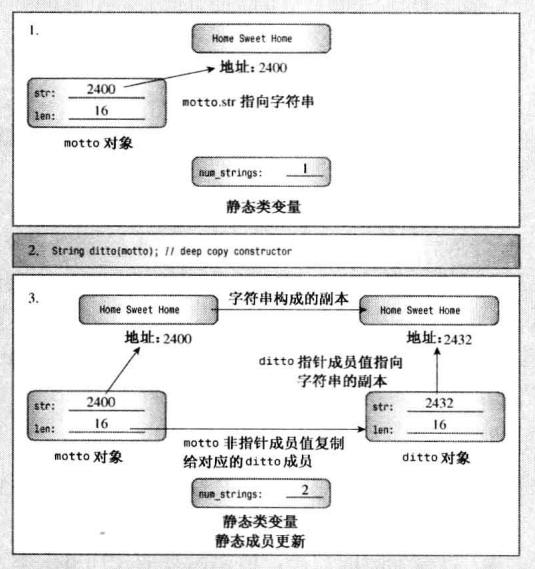 1.
Home Sweet Home
地址：2400
str: 2400
len: 16
motto.str 指向字符串
motto 对象
num_strings: 1
静态类变量
2. String ditto(motto); // deep copy constructor
3.
Home Sweet Home
字符串构成的副本
Home Sweet Home
地址：2400
地址：2432
ditto 指针成员值指向
字符串的副本
str: 2400
len: 16
str: 2432
len: 16
motto 对象
motto 非指针成员值复制
给对应的ditto成员
ditto 对象
num_strings: 2
静态类变量
静态成员更新